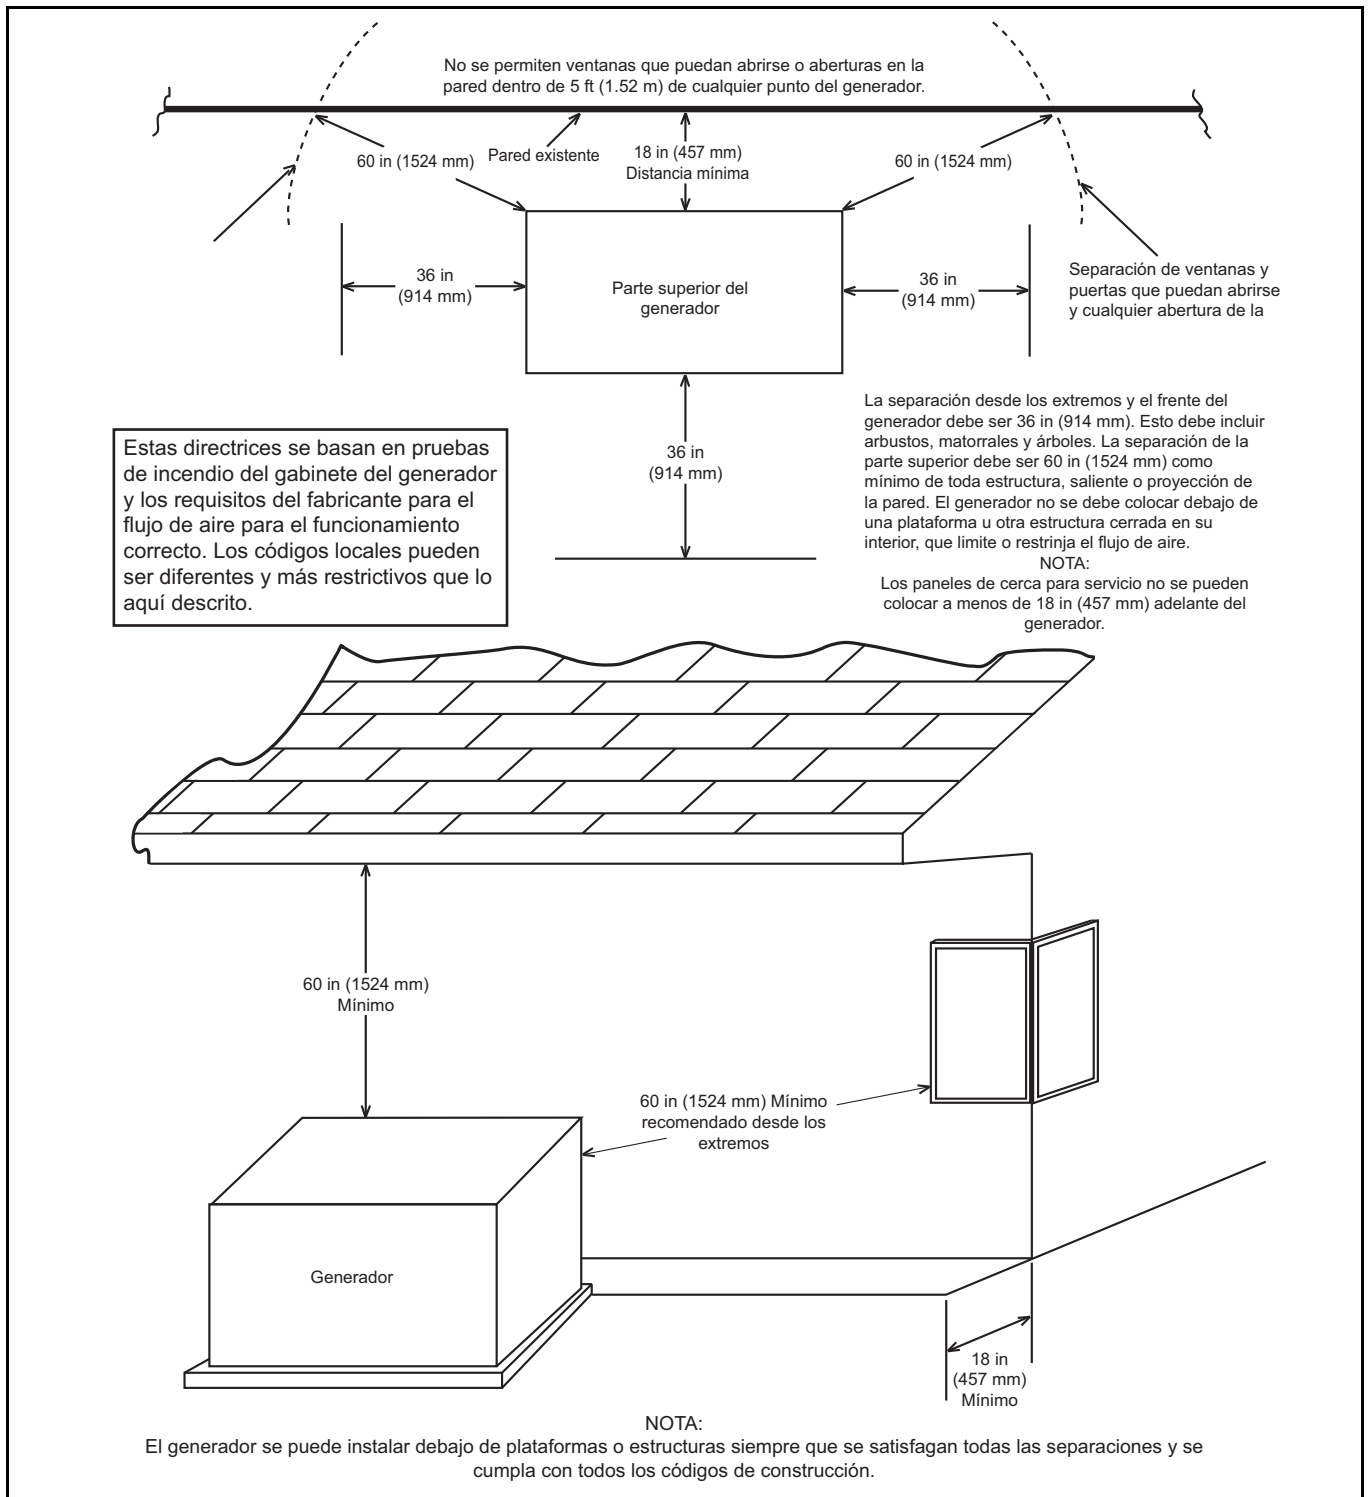 No se permiten ventanas que puedan abrirse o aberturas en la
pared dentro de 5 ft (1.52 m) de cualquier punto del generador.
60 in (1524 mm)
Pared existente
18 in (457 mm)
Distancia mínima
60 in (1524 mm)
36 in
(914 mm)
Parte superior del
generador
36 in
(914 mm)
Separación de ventanas y
puertas que puedan abrirse
y cualquier abertura de la
36 in
(914 mm)
La separación desde los extremos y el frente del
generador debe ser 36 in (914 mm). Esto debe incluir
arbustos, matorrales y árboles. La separación de la
parte superior debe ser 60 in (1524 mm) como
mínimo de toda estructura, saliente o proyección de
la pared. El generador no se debe colocar debajo de
una plataforma u otra estructura cerrada en su
interior, que limite o restrinja el flujo de aire.
NOTA:
Los paneles de cerca para servicio no se pueden
colocar a menos de 18 in (457 mm) adelante del
generador.
Estas directrices se basan en pruebas
de incendio del gabinete del generador
y los requisitos del fabricante para el
flujo de aire para el funcionamiento
correcto. Los códigos locales pueden
ser diferentes y más restrictivos que lo
aquí descrito.
60 in (1524 mm)
Mínimo
60 in (1524 mm) Mínimo
recomendado desde los
extremos
Generador
18 in
(457 mm)
Mínimo
NOTA:
El generador se puede instalar debajo de plataformas o estructuras siempre que se satisfagan todas las separaciones y se
cumpla con todos los códigos de construcción.